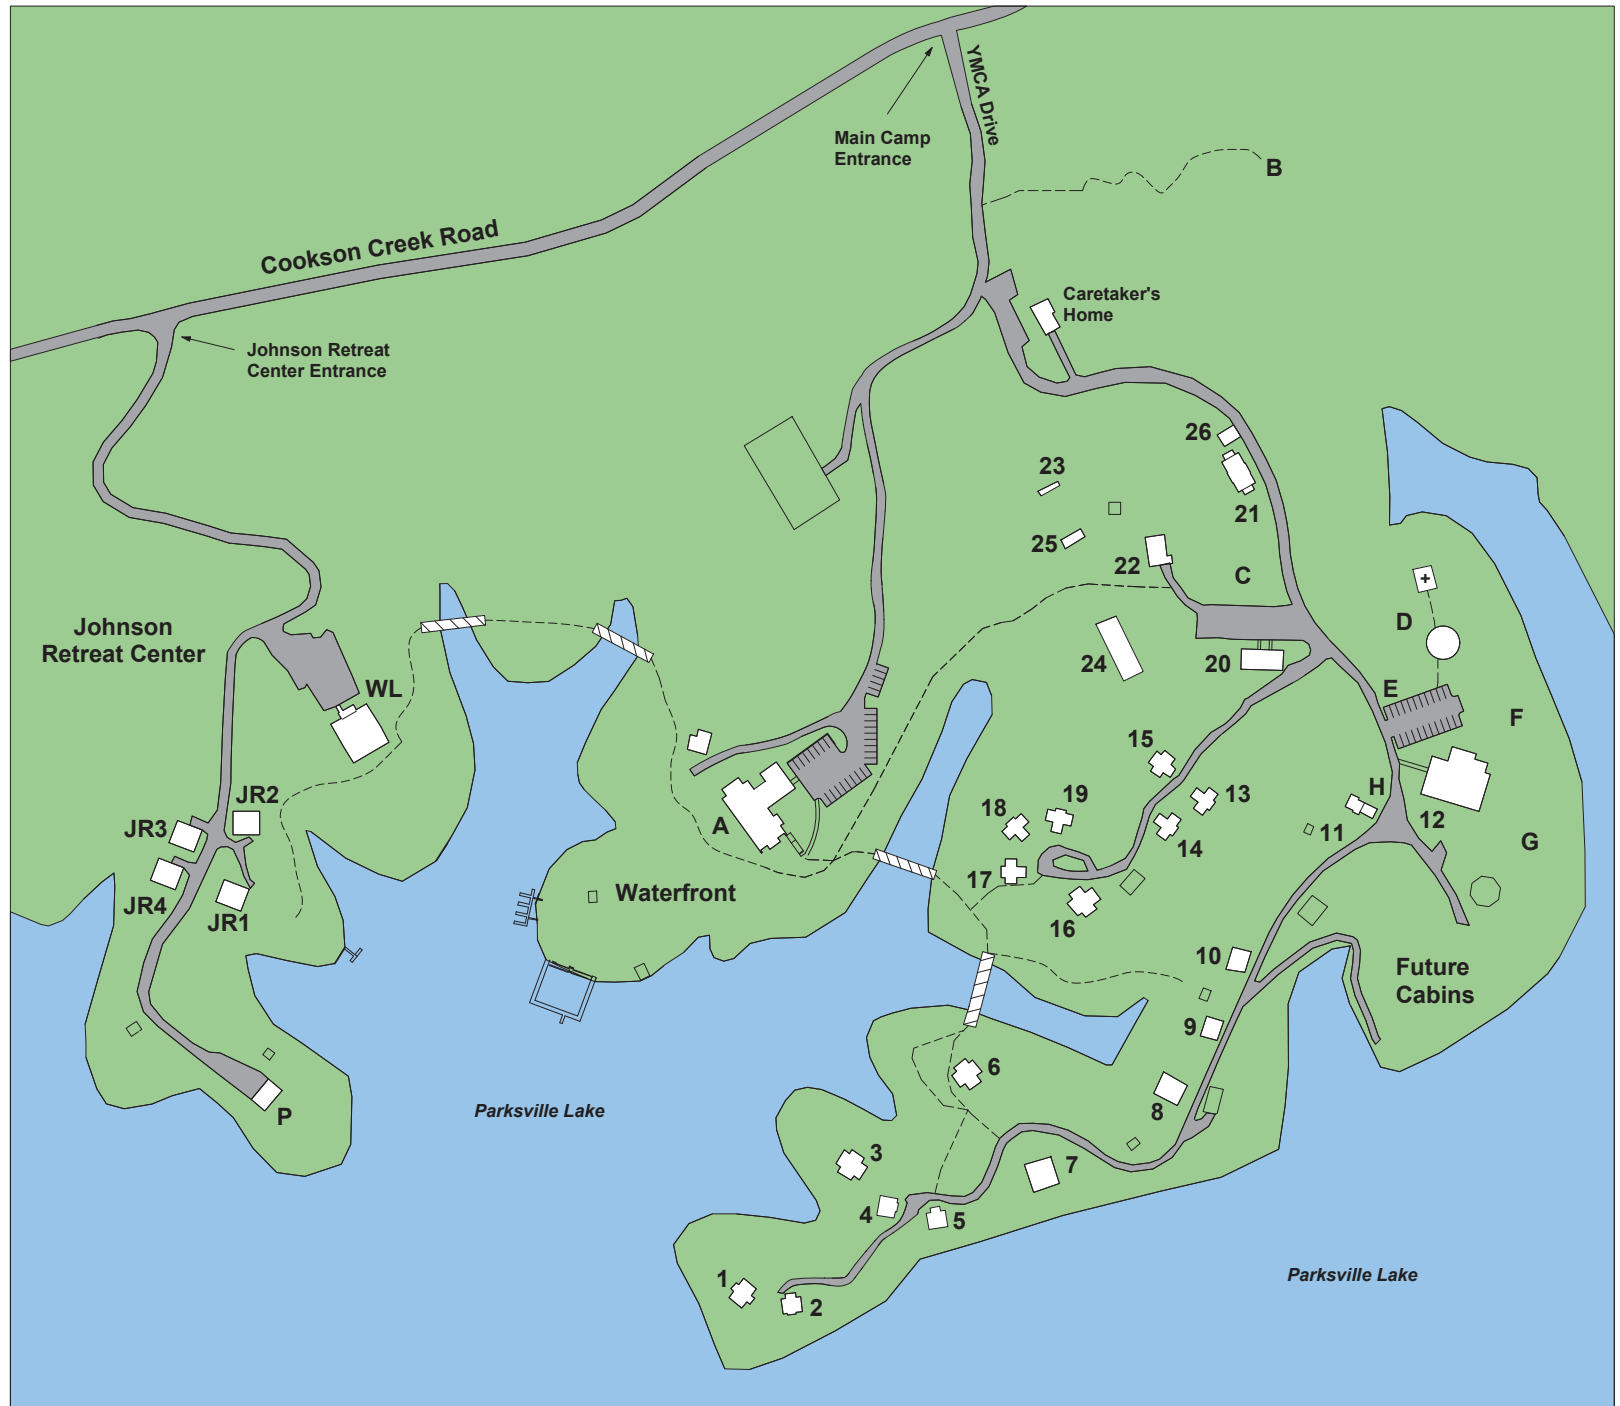 YMCA Drive
Main Camp
Entrance
B
Cookson Creek Road
Caretaker's
Home
Johnson Retreat
Center Entrance
26
23
21
25
22
C
D
Johnson
Retreat Center
20
24
WL
E
F
15
H
13
JR2
18
19
JR3
A
11
12
14
G
17
Waterfront
JR4
JR1
16
10
Future
Cabins
9
6
Parksville Lake
P
8
3
7
4
5
1
2
Parksville Lake